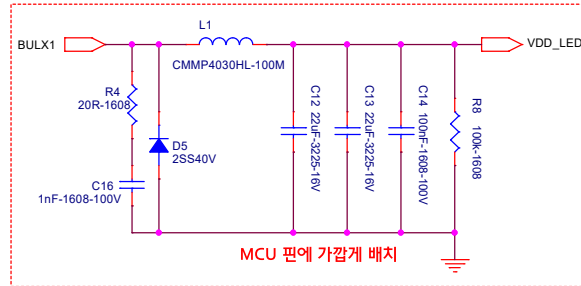 L1
BULX1
VDD_LED
CMMP4030HL-100M
R4
20R-1608
D5
2SS40V
C16
1nF-1608-100V
C12 22uF-3225-16V
C13 22uF-3225-16V
C14 100nF-1608-100V
R8 100k-1608
MCU 핀에 가깝게 배치